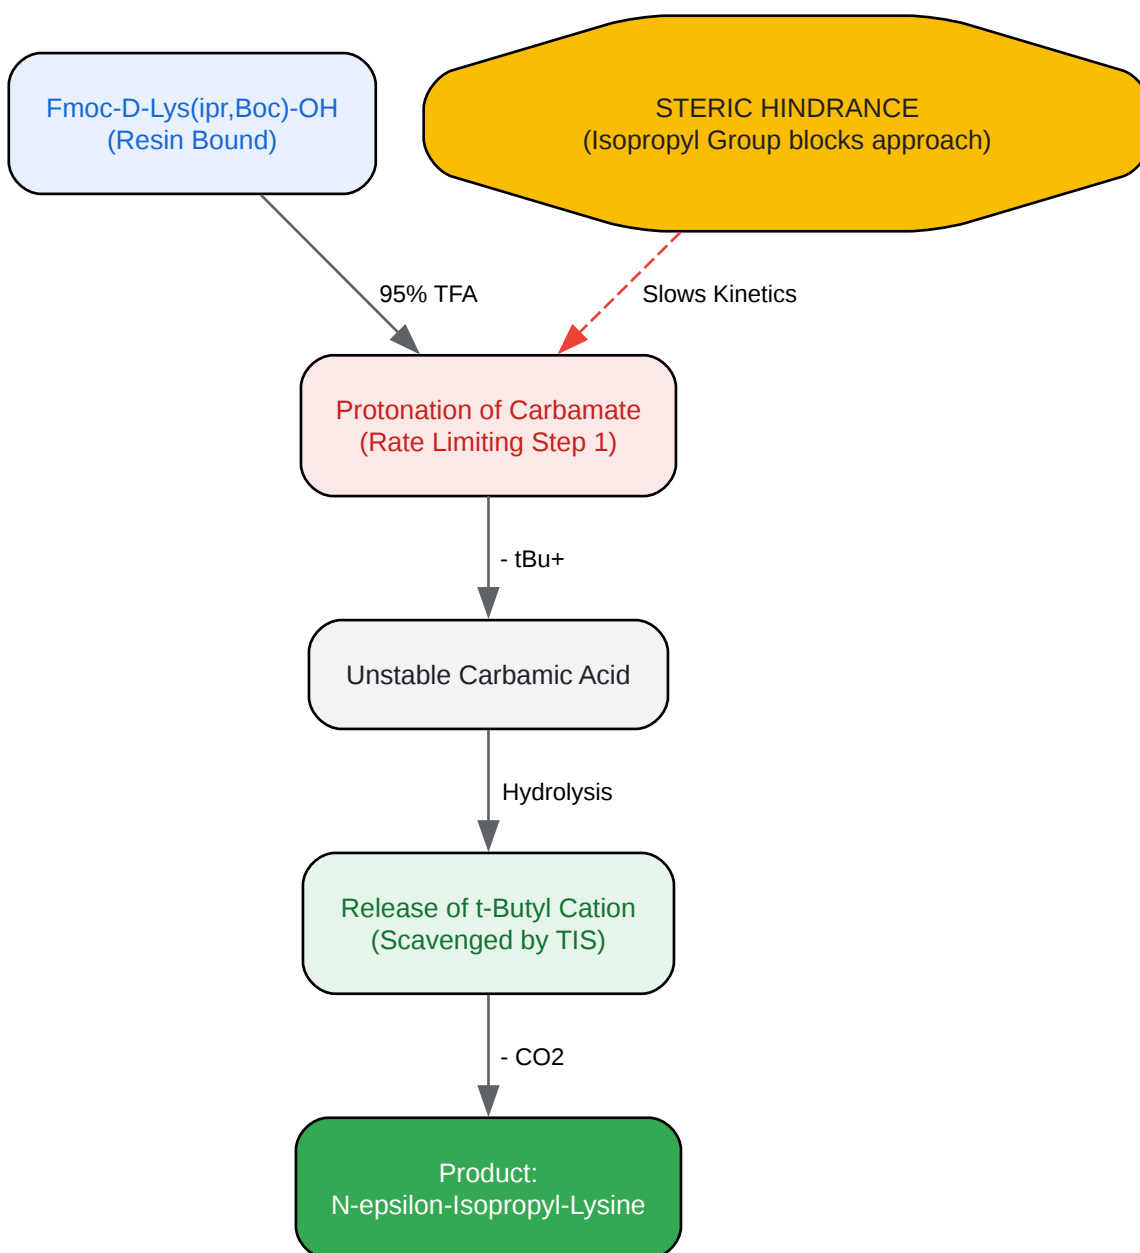 Fmoc-D-Lys(ipr,Boc)-OH
(Resin Bound)
STERIC HINDRANCE
(Isopropyl Group blocks approach)
95% TFA
Slows Kinetics
Protonation of Carbamate
(Rate Limiting Step 1)
- tBu+
Unstable Carbamic Acid
Hydrolysis
Release of t-Butyl Cation
(Scavenged by TIS)
- CO2
Product:
N-epsilon-Isopropyl-Lysine